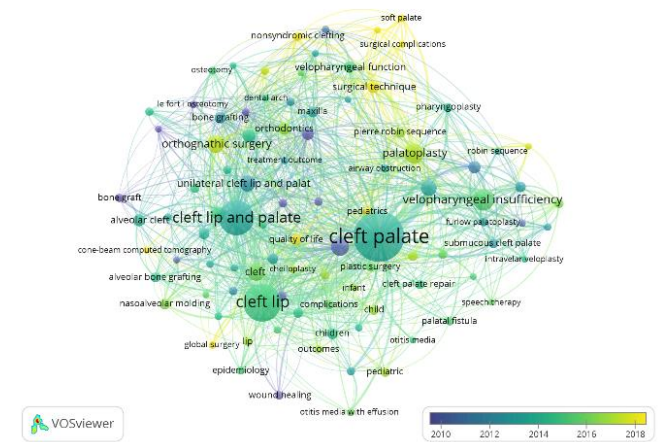 soft palate
nonsyndromic clefting
surgical complications
osteotomy
velopharyngeal function
surgical technique
dental arch
le fort i osteotomy
maxilla
pharyngoplasty
bone grafting
orthodontics
pierre robin sequence
orthognathic surgery
palatoplasty
robin sequence
treatment outcome
airway obstruction
unilateral cleft lip and palat
bone graft
velopharyngeal insufficiency
pediatrics
alveolar cleft
cleft lip and palate
furlow palatoplasty
quality of life
cleft palate
submucous cleft palate
cone-beam computed tomography
intravelar veloplasty
cleft
cheiloplasty
plastic surgery
alveolar bone grafting
infant
cleft palate repair
nasoalveolar molding
cleft lip
complications
child
speech therapy
palatal fistula
children
global surgery
lip
outcomes
otitis media
epidemiology
pediatric
wound healing
otitis media with effusion
VOSviewer
2010 2012 2014 2016 2018